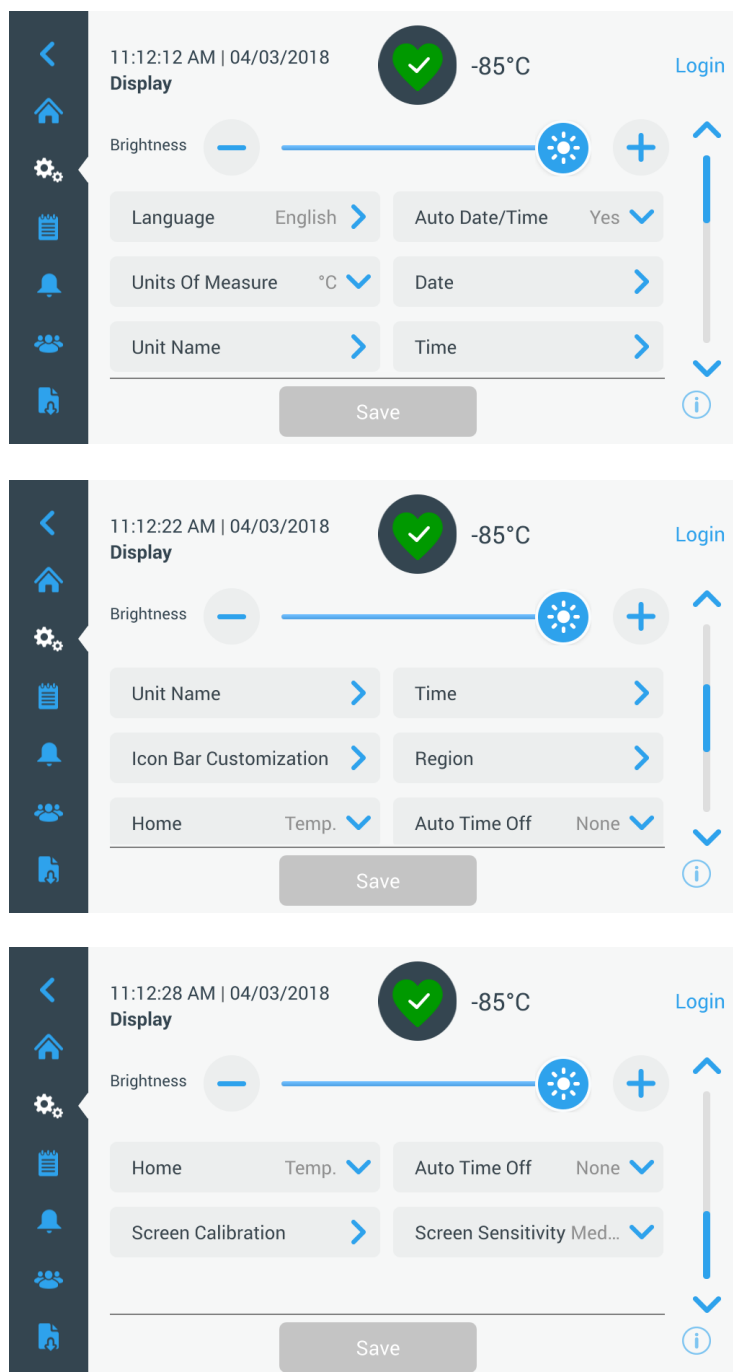 11:12:12 AM | 04/03/2018
Display
-85°C
Login
Brightness
Language English
Auto Date/Time Yes
Units Of Measure °C
Date
Unit Name
Time
Save
11:12:22 AM | 04/03/2018
Display
-85°C
Login
Brightness
Unit Name
Time
Icon Bar Customization
Region
Home Temp.
Auto Time Off None
Save
11:12:28 AM | 04/03/2018
Display
-85°C
Login
Brightness
Home Temp.
Auto Time Off None
Screen Calibration
Screen Sensitivity Med...
Save